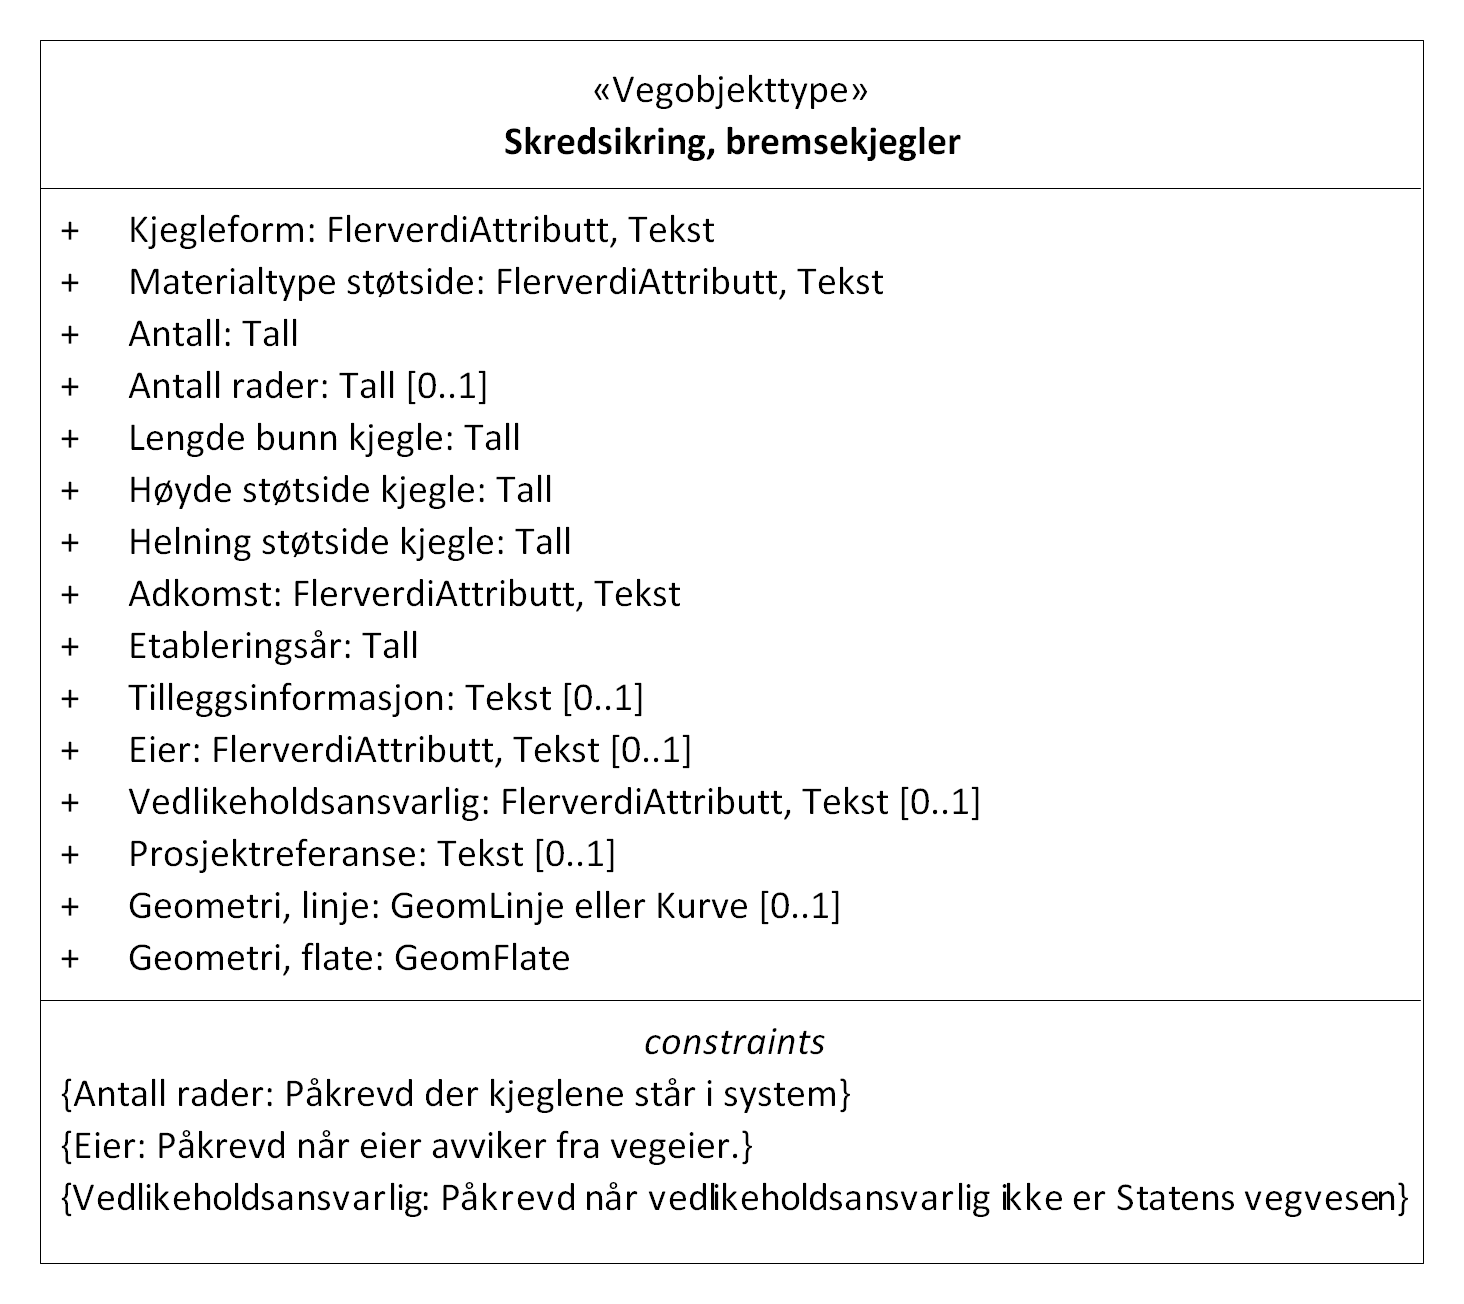 «Vegobjekttype»
Skredsikring, bremsekjegler
+ Kjegleform: FlerverdiAttributt, Tekst
+ Materialtype støtside: FlerverdiAttributt, Tekst
+ Antall: Tall
+ Antall rader: Tall [0..1]
+ Lengde bunn kjegle: Tall
+ Høyde støtside kjegle: Tall
+ Helning støtside kjegle: Tall
+ Adkomst: FlerverdiAttributt, Tekst
+ Etableringsår: Tall
+ Tilleggsinformasjon: Tekst [0..1]
+ Eier: FlerverdiAttributt, Tekst [0..1]
+ Vedlikeholdsansvarlig: FlerverdiAttributt, Tekst [0..1]
+ Prosjektreferanse: Tekst [0..1]
+ Geometri, linje: GeomLinje eller Kurve [0..1]
+ Geometri, flate: GeomFlate
constraints
{Antall rader: Påkrevd der kjeglene står i system}
{Eier: Påkrevd når eier avviker fra vegeier.}
{Vedlikeholdsansvarlig: Påkrevd når vedlikeholdsansvarlig ikke er Statens vegvesen}